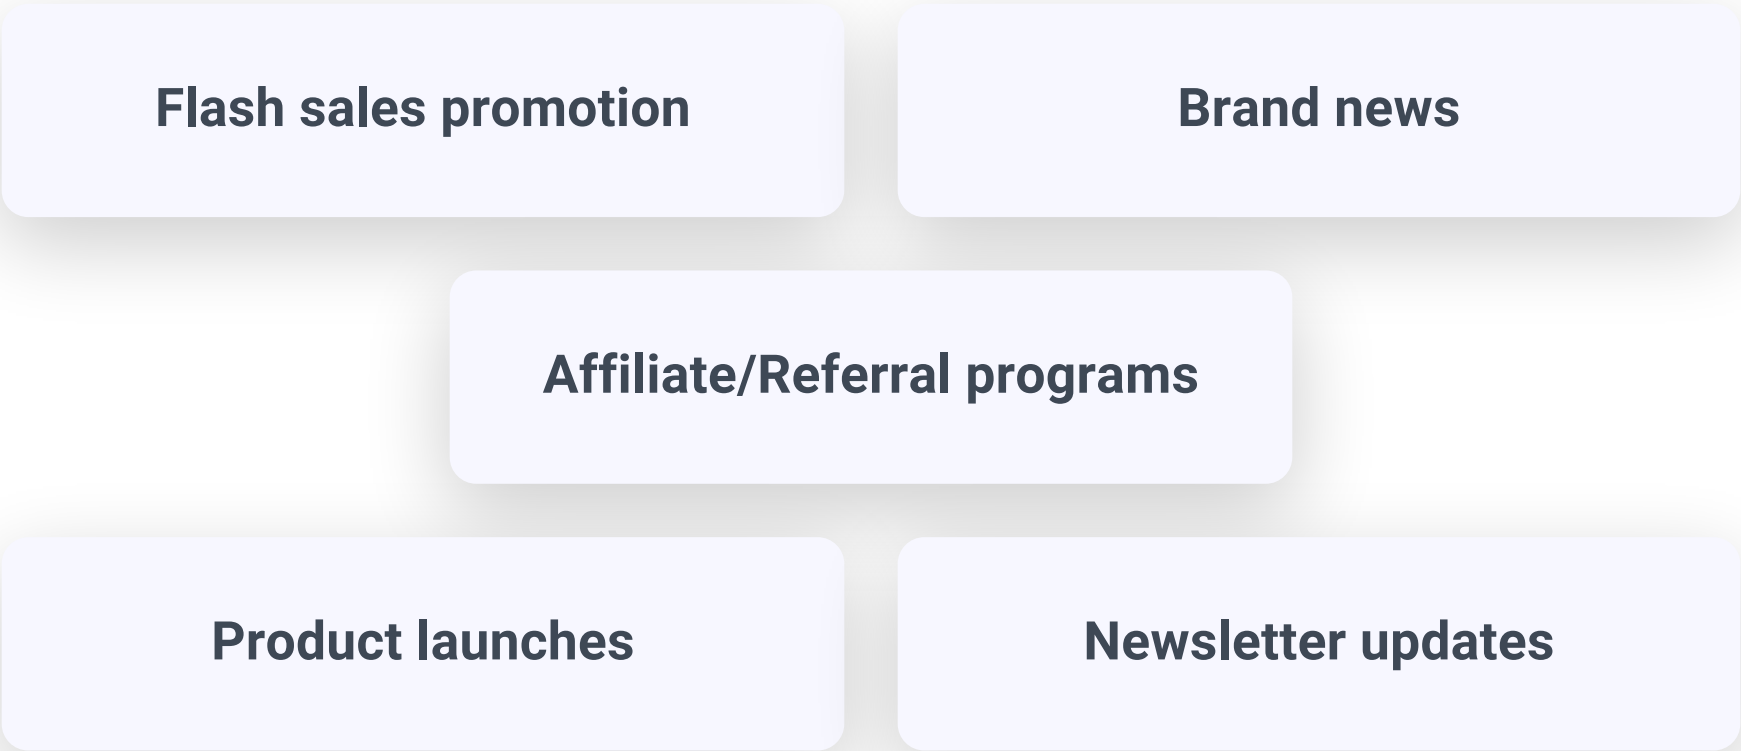 Flash sales promotion
Brand news
Affiliate/Referral programs
Product launches
Newsletter updates